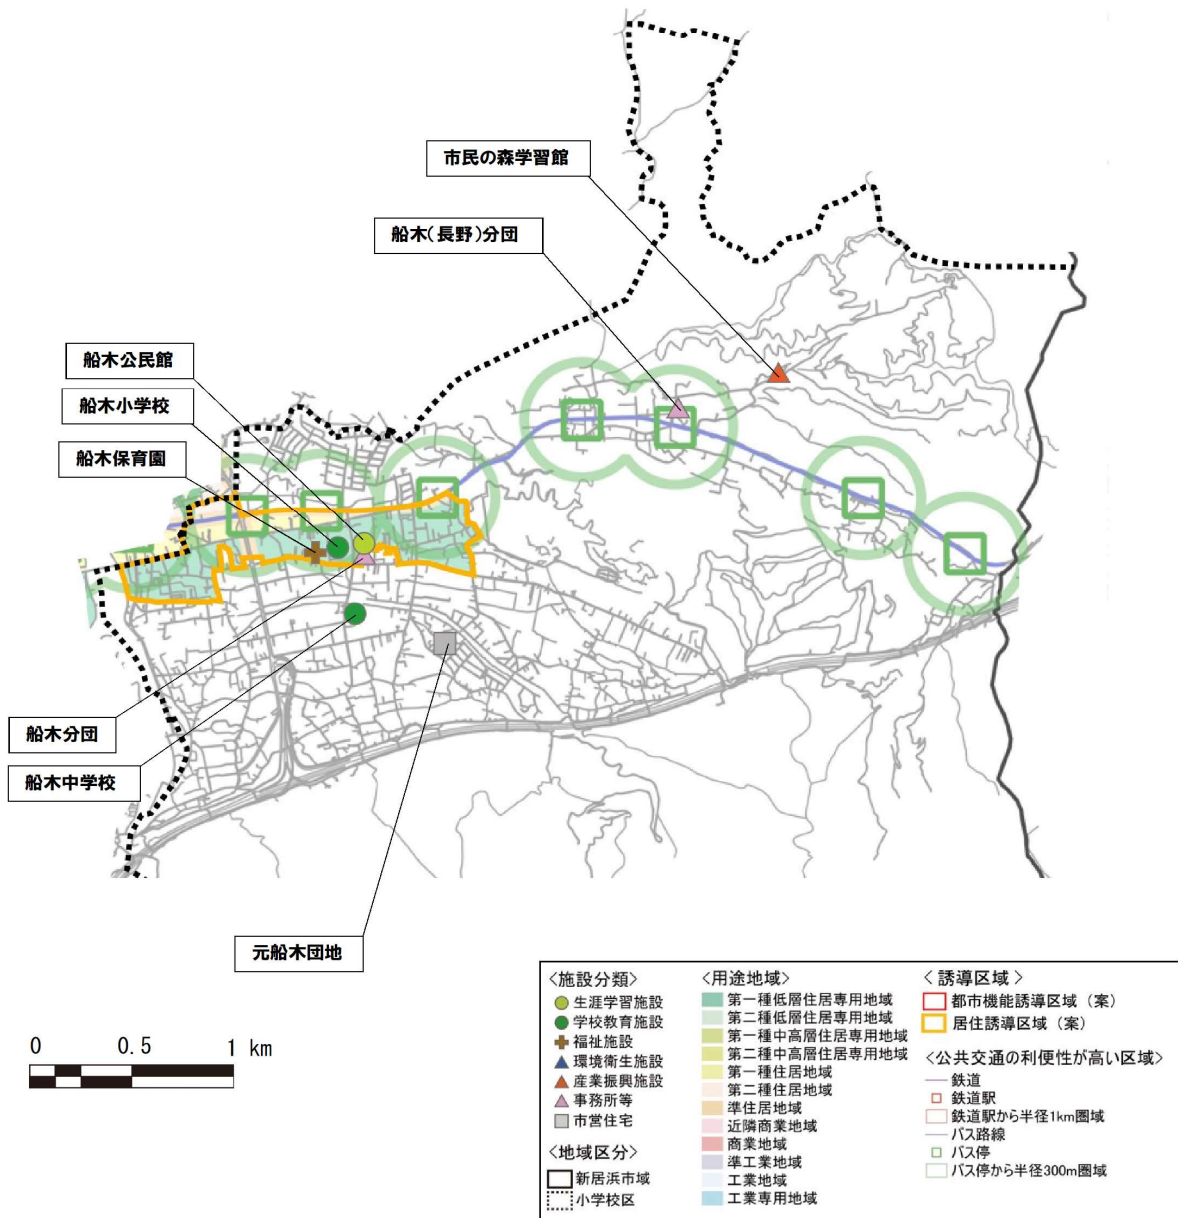 市民の森学習館
船木(長野)分団
船木公民館
船木小学校
船木保育園
船木分団
船木中学校
元船木団地
0 0.5 1 km
〈施設分類〉
生涯学習施設
学校教育施設
福祉施設
環境衛生施設
産業振興施設
事務所等
市営住宅
〈地域区分〉
新居浜市域
小学校区
〈用途地域〉
第一種低層住居専用地域
第二種低層住居専用地域
第一種中高層住居専用地域
第二種中高層住居専用地域
第一種住居地域
第二種住居地域
準住居地域
近隣商業地域
商業地域
準工業地域
工業地域
工業専用地域
〈誘導区域〉
都市機能誘導区域（案）
居住誘導区域（案）
〈公共交通の利便性が高い区域〉
鉄道
鉄道駅
鉄道駅から半径1km圏域
バス路線
バス停
バス停から半径300m圏域